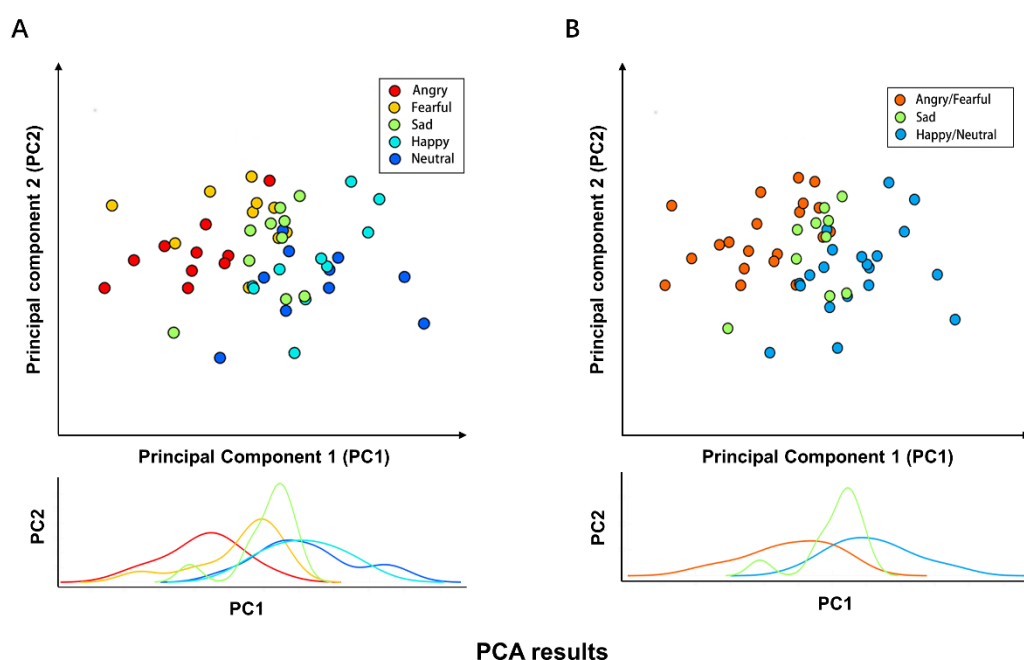 A
B
Angry
Fearful
Sad
Happy
Neutral
Angry/Fearful
Sad
Happy/Neutral
Principal component 2 (PC2)
Principal component 2 (PC2)
Principal Component 1 (PC1)
Principal Component 1 (PC1)
PC2
PC2
PC1
PC1
PCA results